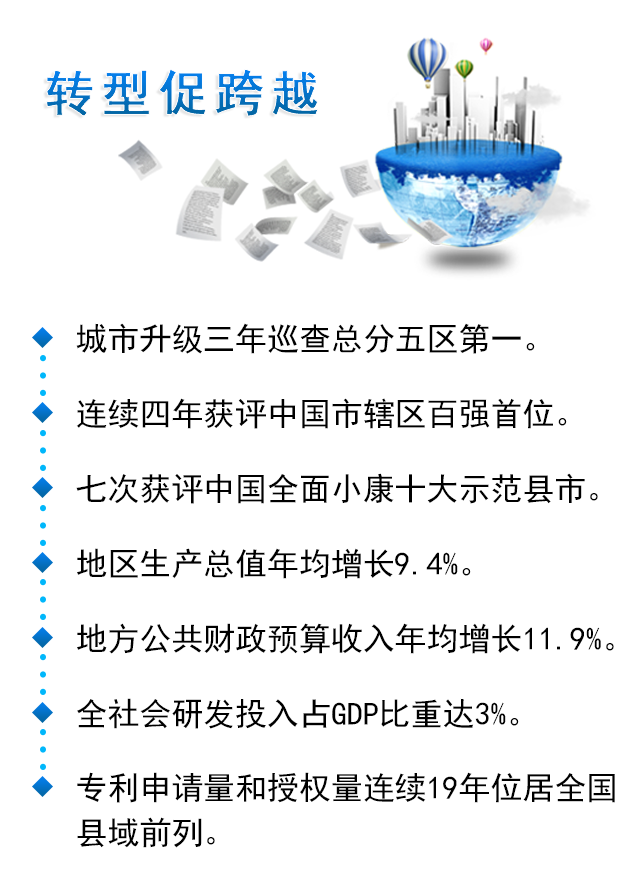 转型促跨越
城市升级三年巡查总分五区第一。
连续四年获评中国市辖区百强首位。
七次获评中国全面小康十大示范县市。
地区生产总值年均增长9.4%。
地方公共财政预算收入年均增长11.9%。
全社会研发投入占GDP比重达3%。
专利申请量和授权量连续19年位居全国
县域前列。